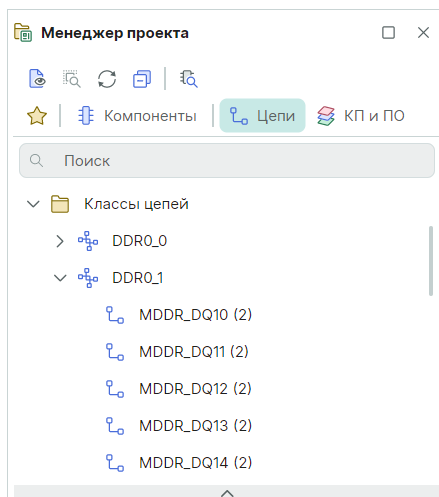 Менеджер проекта
Компоненты Цепи КП и ПО
Поиск
Классы цепей
DDR0_0
DDR0_1
MDDR_DQ10 (2)
MDDR_DQ11 (2)
MDDR_DQ12 (2)
MDDR_DQ13 (2)
MDDR_DQ14 (2)